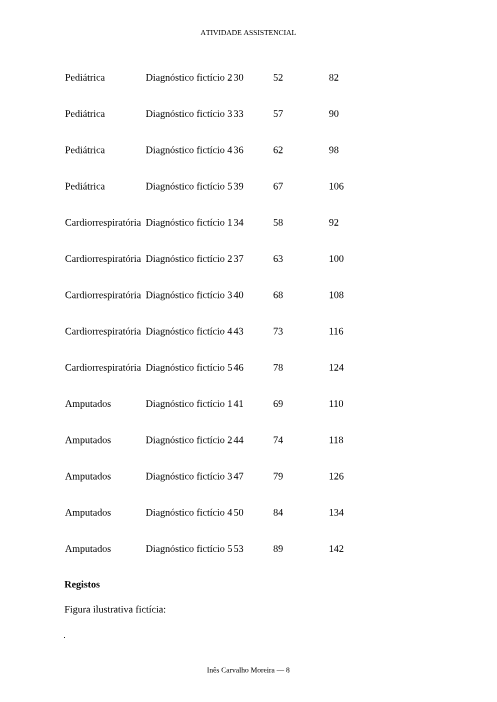 ATIVIDADE ASSISTENCIAL
Pediátrica Diagnóstico fictício 2 30 52 82
Pediátrica Diagnóstico fictício 3 33 57 90
Pediátrica Diagnóstico fictício 4 36 62 98
Pediátrica Diagnóstico fictício 5 39 67 106
Cardiorrespiratória Diagnóstico fictício 1 34 58 92
Cardiorrespiratória Diagnóstico fictício 2 37 63 100
Cardiorrespiratória Diagnóstico fictício 3 40 68 108
Cardiorrespiratória Diagnóstico fictício 4 43 73 116
Cardiorrespiratória Diagnóstico fictício 5 46 78 124
Amputados Diagnóstico fictício 1 41 69 110
Amputados Diagnóstico fictício 2 44 74 118
Amputados Diagnóstico fictício 3 47 79 126
Amputados Diagnóstico fictício 4 50 84 134
Amputados Diagnóstico fictício 5 53 89 142
Registos
Figura ilustrativa fictícia:
.
Inês Carvalho Moreira — 8